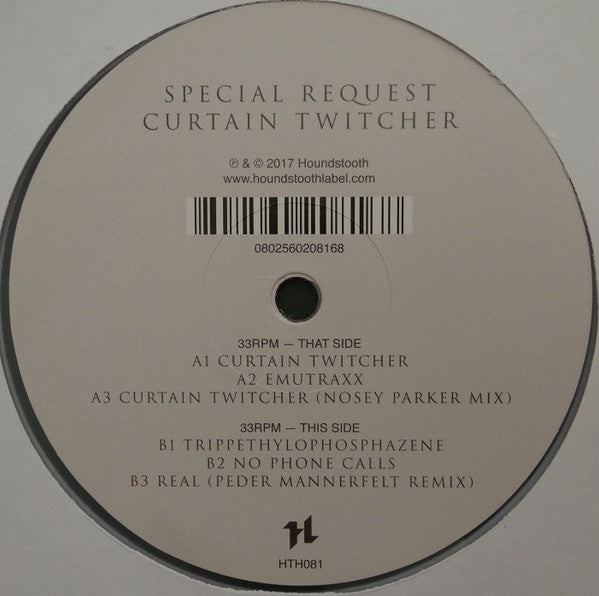 SPECIAL REQUEST
CURTAIN TWITCHER
℗ & © 2017 Houndstooth
www.houndstoothlabel.com
0802560208168
33RPM — THAT SIDE
A1 CURTAIN TWITCHER
A2 EMUTRAXX
A3 CURTAIN TWITCHER (NOSEY PARKER MIX)
33RPM — THIS SIDE
B1 TRIPPETHYLOPHOSPHAZENE
B2 NO PHONE CALLS
B3 REAL (PEDER MANNERFELT REMIX)
H
HTH081